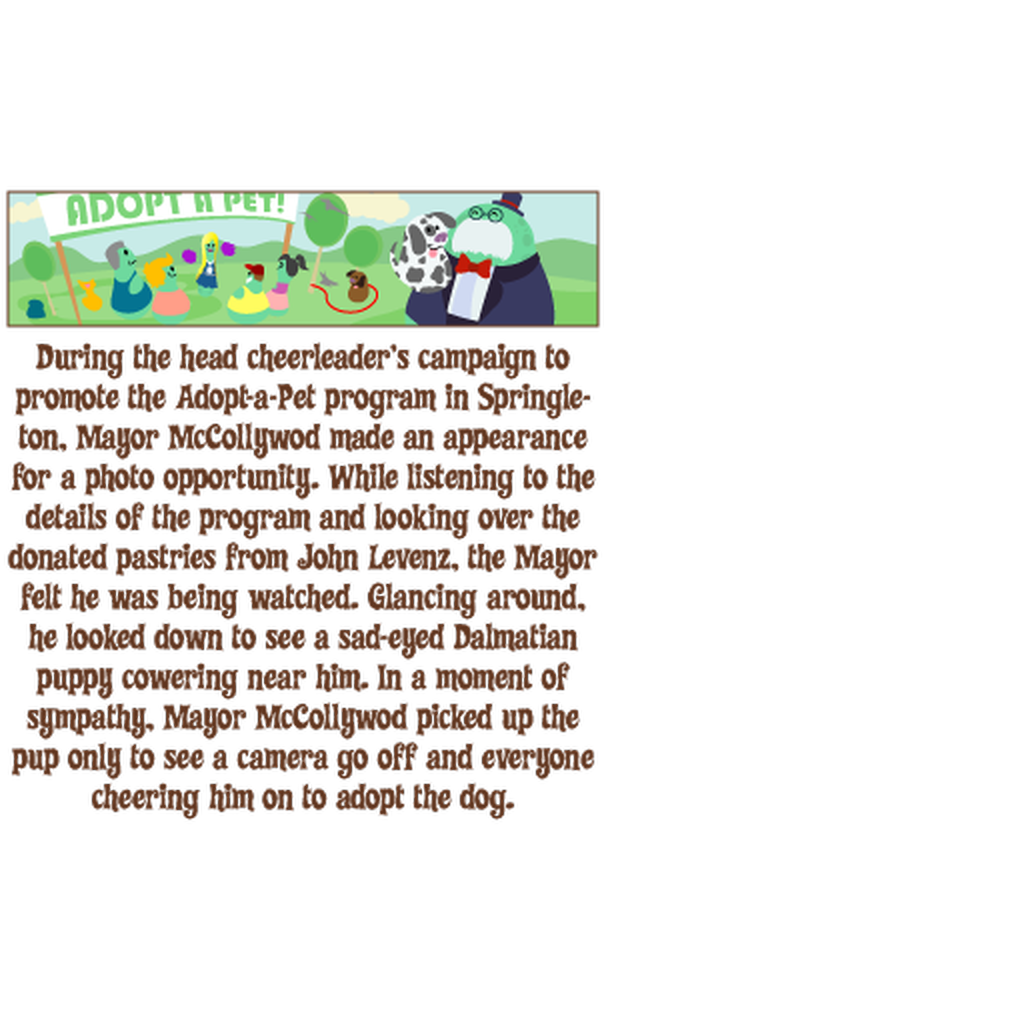 ADOPT A PET!
During the head cheerleader's campaign to
promote the Adopt-a-Pet program in Springle-
ton, Mayor McCollywod made an appearance
for a photo opportunity. While listening to the
details of the program and looking over the
donated pastries from John Levenz, the Mayor
felt he was being watched. Glancing around,
he looked down to see a sad-eyed Dalmatian
puppy cowering near him. In a moment of
sympathy, Mayor McCollywod picked up the
pup only to see a camera go off and everyone
cheering him on to adopt the dog.